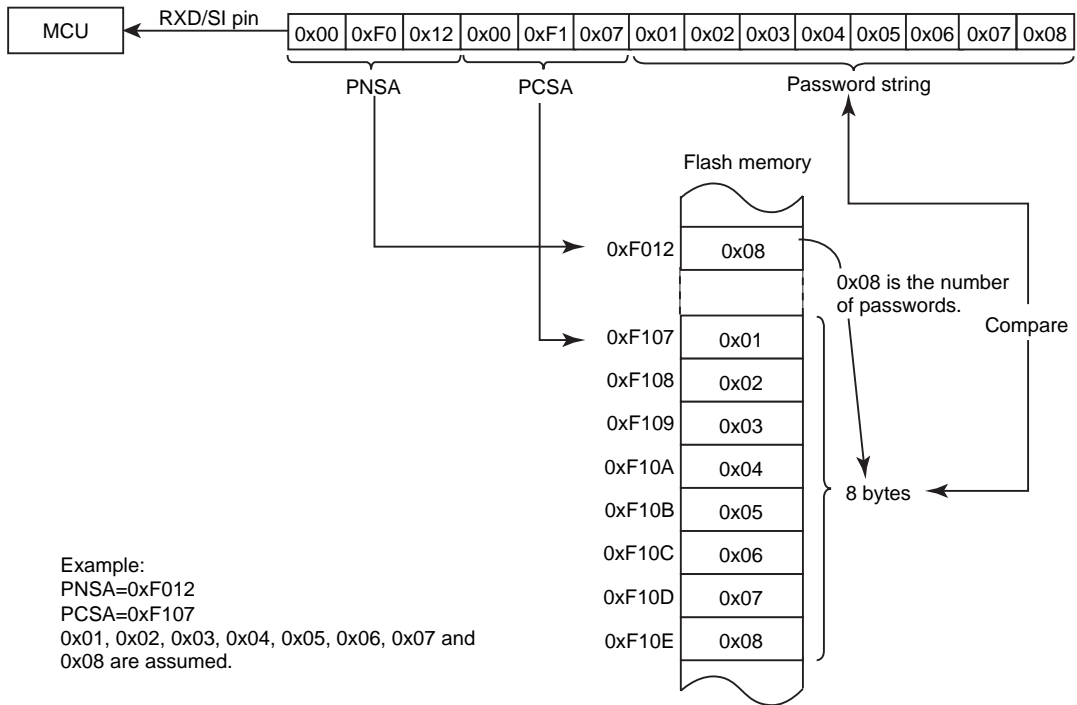 MCU
RXD/SI pin
0x00 0xF0 0x12 0x00 0xF1 0x07 0x01 0x02 0x03 0x04 0x05 0x06 0x07 0x08
PNSA PCSA Password string
Flash memory
0xF012 0x08
0x08 is the number
of passwords.
Compare
0xF107 0x01
0xF108 0x02
0xF109 0x03
0xF10A 0x04
8 bytes
0xF10B 0x05
0xF10C 0x06
0xF10D 0x07
0xF10E 0x08
Example:
PNSA=0xF012
PCSA=0xF107
0x01, 0x02, 0x03, 0x04, 0x05, 0x06, 0x07 and
0x08 are assumed.